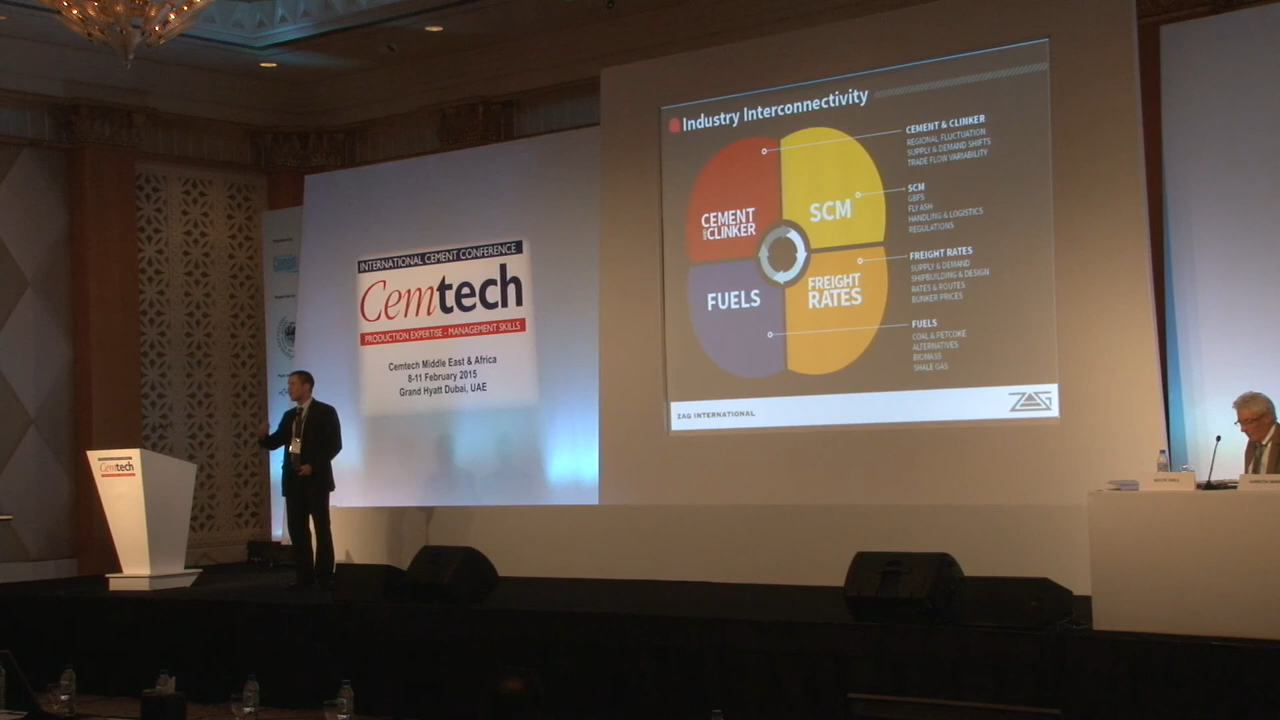 INTERNATIONAL CEMENT CONFERENCE
Cemtech
PRODUCTION EXPERTISE - MANAGEMENT SKILLS
Cemtech Middle East & Africa
8-11 February 2015
Grand Hyatt Dubai, UAE
Cemtech
Industry Interconnectivity
CEMENT
CLINKER
SCM
FUELS
FREIGHT
RATES
CEMENT & CLINKER
REGIONAL FLUCTUATION
SUPPLY & DEMAND SHIFTS
TRADE FLOW VARIABILITY
SCM
GBFS
FLY ASH
HANDLING & LOGISTICS
REGULATIONS
FREIGHT RATES
SUPPLY & DEMAND
SHIPBUILDING & DESIGN
RATES & ROUTES
BUNKER PRICES
FUELS
COAL & PETCOKE
ALTERNATIVES
BIOMASS
SHALE GAS
ZAG INTERNATIONAL
ZAG